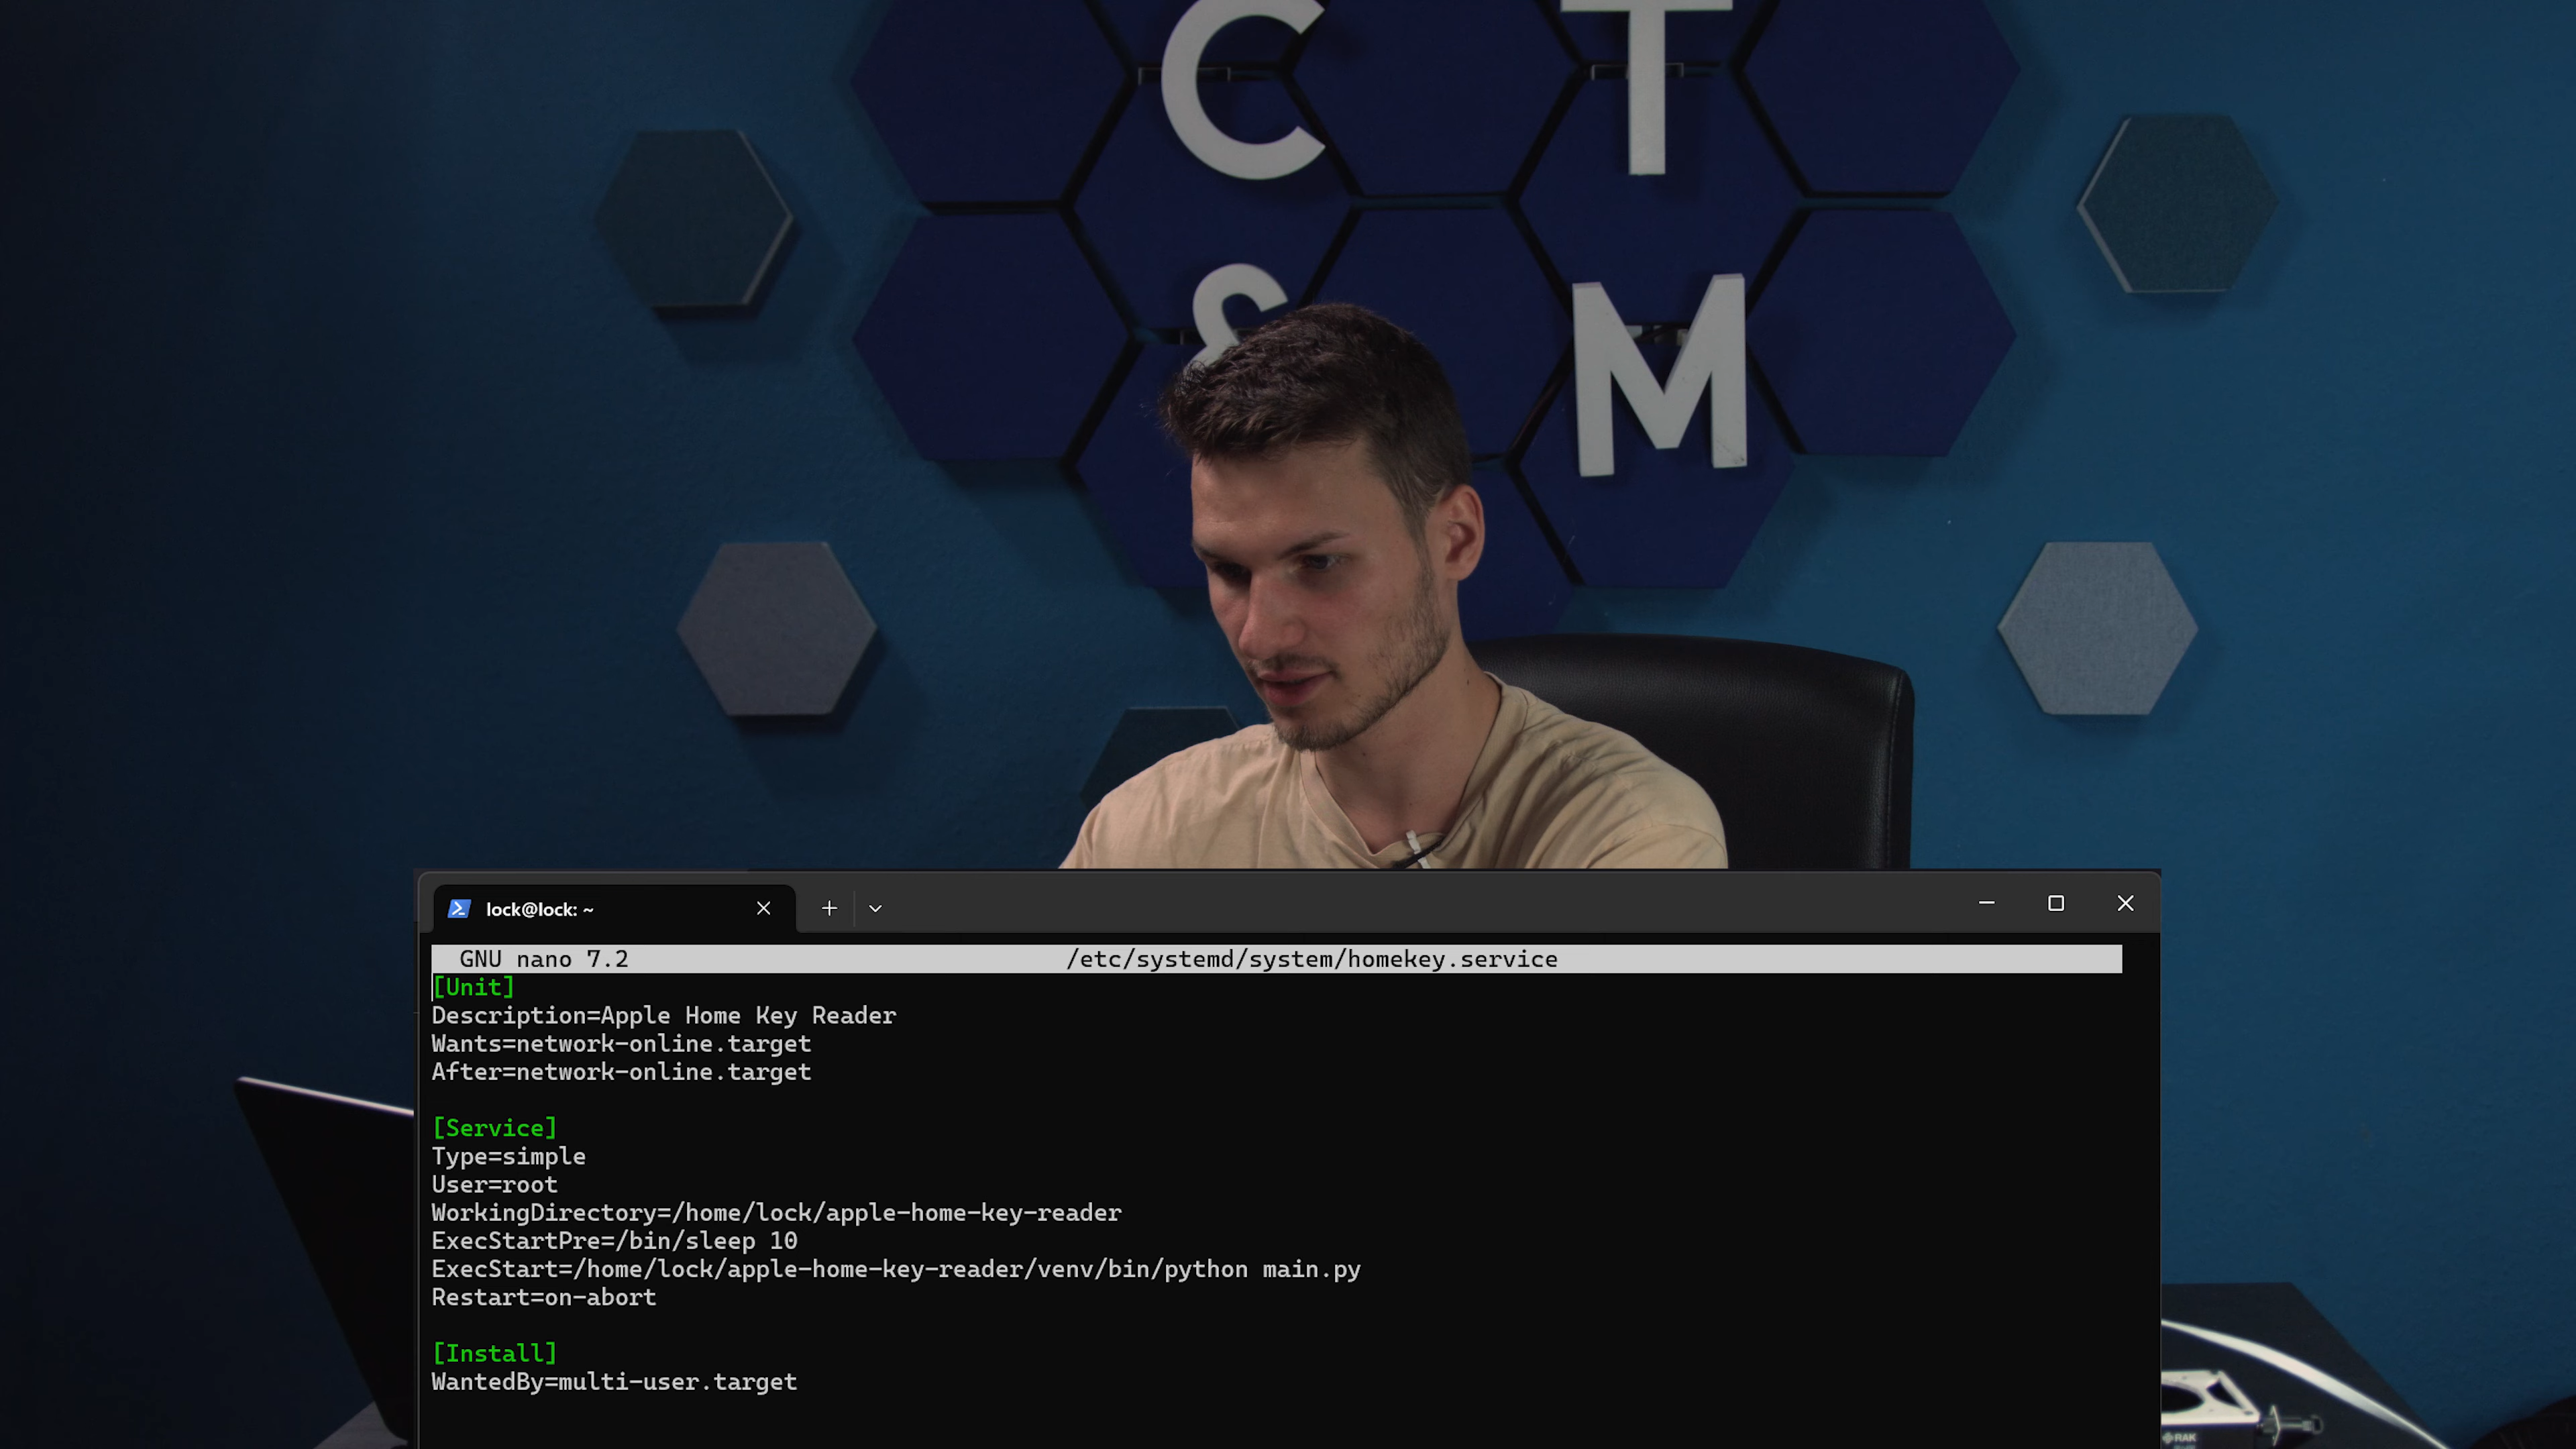 C T
& M
lock@lock: ~
GNU nano 7.2 /etc/systemd/system/homekey.service
[Unit]
Description=Apple Home Key Reader
Wants=network-online.target
After=network-online.target
[Service]
Type=simple
User=root
WorkingDirectory=/home/lock/apple-home-key-reader
ExecStartPre=/bin/sleep 10
ExecStart=/home/lock/apple-home-key-reader/venv/bin/python main.py
Restart=on-abort
[Install]
WantedBy=multi-user.target
RAK